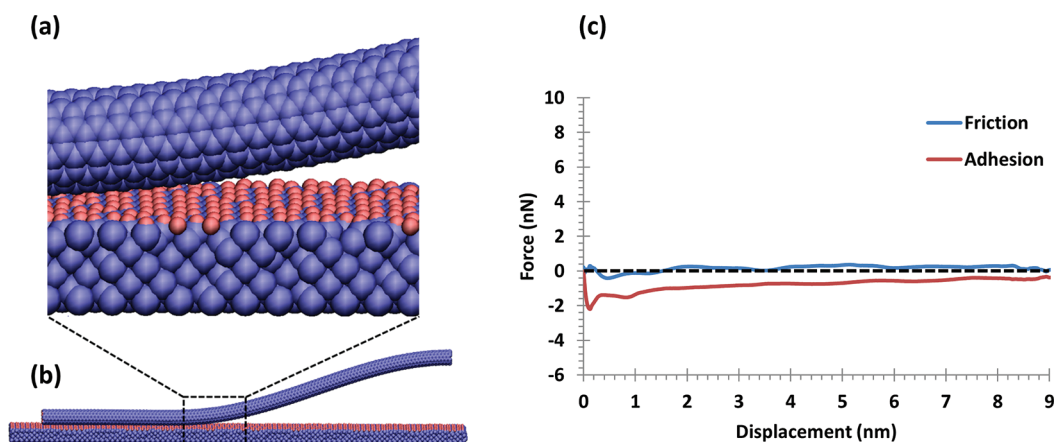 (a)
(b)
(c)
10
8
6
4
2
0
-2
-4
-6
Force (nN)
Friction
Adhesion
0 1 2 3 4 5 6 7 8 9
Displacement (nm)